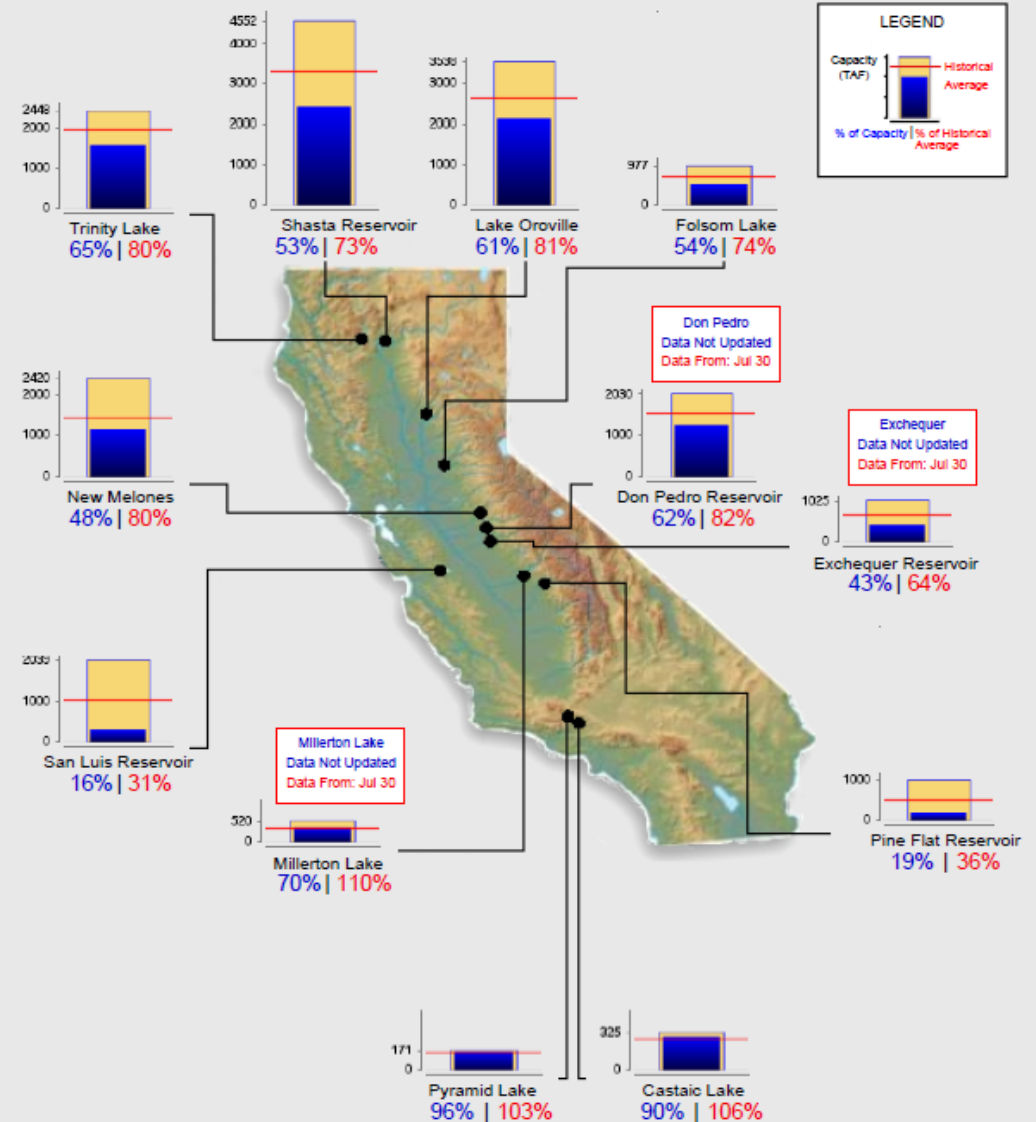 4552
4000
3000
2000
1000
0
Shasta Reservoir
53% | 73%
3538
3000
2000
1000
0
Lake Oroville
61% | 81%
LEGEND
Capacity
(TAF)
Historical
Average
% of Capacity | % of Historical
Average
2448
2000
1000
0
Trinity Lake
65% | 80%
977
0
Folsom Lake
54% | 74%
Don Pedro
Data Not Updated
Data From: Jul 30
2030
1000
0
Don Pedro Reservoir
62% | 82%
2420
2000
1000
0
New Melones
48% | 80%
Exchequer
Data Not Updated
Data From: Jul 30
1025
0
Exchequer Reservoir
43% | 64%
2039
1000
0
San Luis Reservoir
16% | 31%
Millerton Lake
Data Not Updated
Data From: Jul 30
520
0
Millerton Lake
70% | 110%
1000
0
Pine Flat Reservoir
19% | 36%
171
0
Pyramid Lake
96% | 103%
325
0
Castaic Lake
90% | 106%